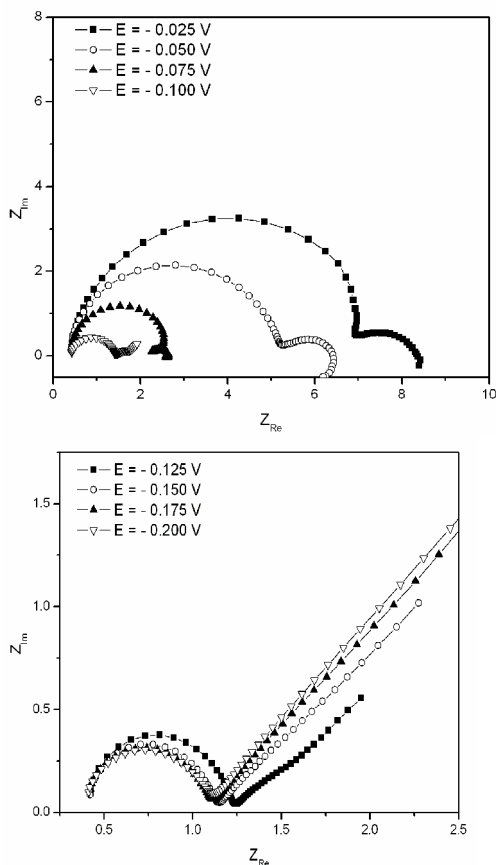 8
6
4
2
0
Z_Im
E = - 0.025 V
E = - 0.050 V
E = - 0.075 V
E = - 0.100 V
0 2 4 6 8 10
Z_Re
1.5
1.0
0.5
0.0
Z_Im
E = - 0.125 V
E = - 0.150 V
E = - 0.175 V
E = - 0.200 V
0.5 1.0 1.5 2.0 2.5
Z_Re